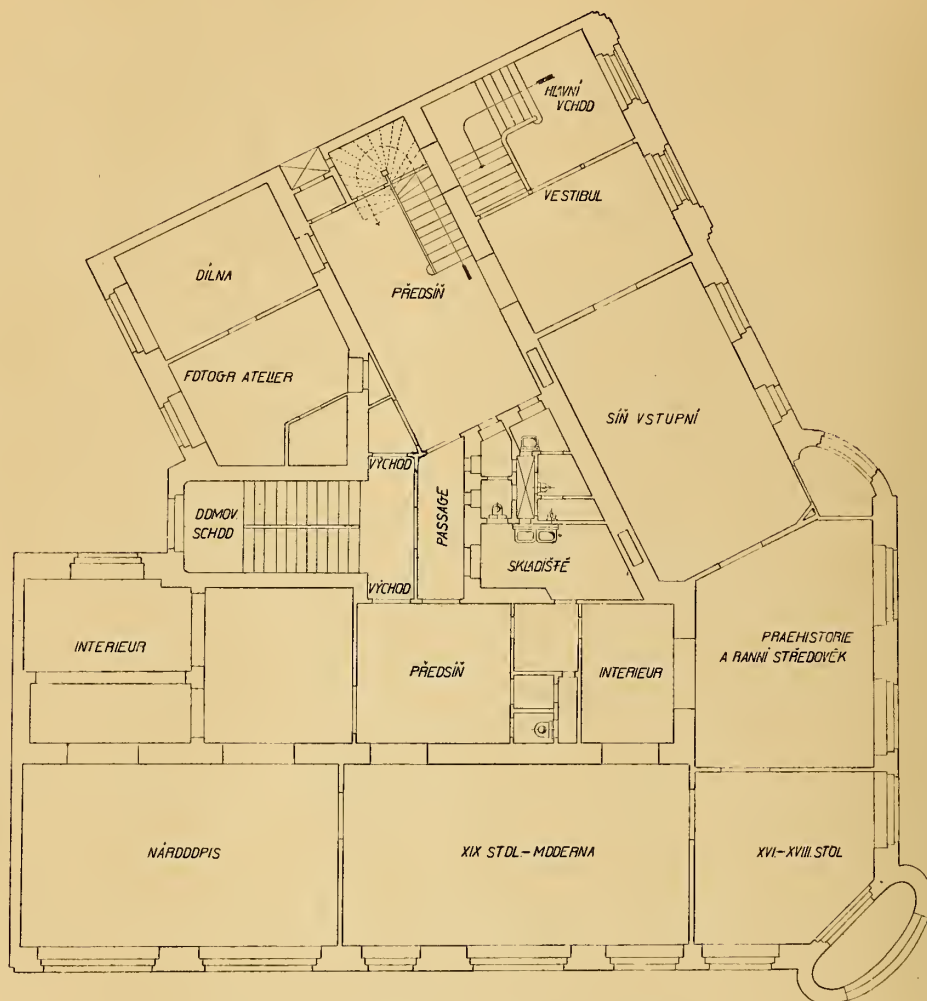 HLAVNÍ
VCHOD
VESTIBUL
DÍLNA
PŘEDSÍŇ
FOTOGR ATELIER
SÍŇ VSTUPNÍ
VÝCHOD
PASSAGE
DOMOV.
SCHOD
SKLADIŠTĚ
VÝCHOD
INTERIEUR
PŘEDSÍŇ
INTERIEUR
PRAEHISTORIE
A RANNÍ STŘEDOVĚK
NÁRODOPIS
XIX STOL.-MODERNA
XVI.-XVIII. STOL